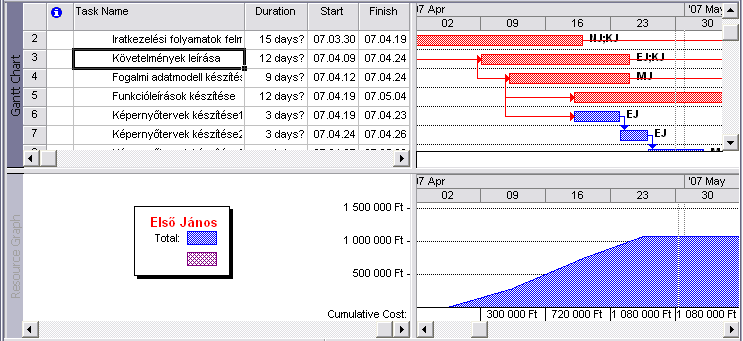 Task Name Duration Start Finish
'07 Apr '07 May
02 09 16 23 30
2 Iratkezelési folyamatok felm 15 days? 07.03.30 07.04.19 NJ;KJ
3 Követelmények leírása 12 days? 07.04.09 07.04.24 EJ;KJ
4 Fogalmi adatmodell készítés 9 days? 07.04.12 07.04.24 MJ
5 Funkcióleírások készítése 12 days? 07.04.19 07.05.04
6 Képernyőtervek készítése1 3 days? 07.04.19 07.04.23 EJ
7 Képernyőtervek készítése2 3 days? 07.04.24 07.04.26 EJ
Gantt Chart
'07 Apr '07 May
02 09 16 23 30
Első János
Total:
1 500 000 Ft
1 000 000 Ft
500 000 Ft
Cumulative Cost: 300 000 Ft 720 000 Ft 1 080 000 Ft 1 080 000 Ft
Resource Graph